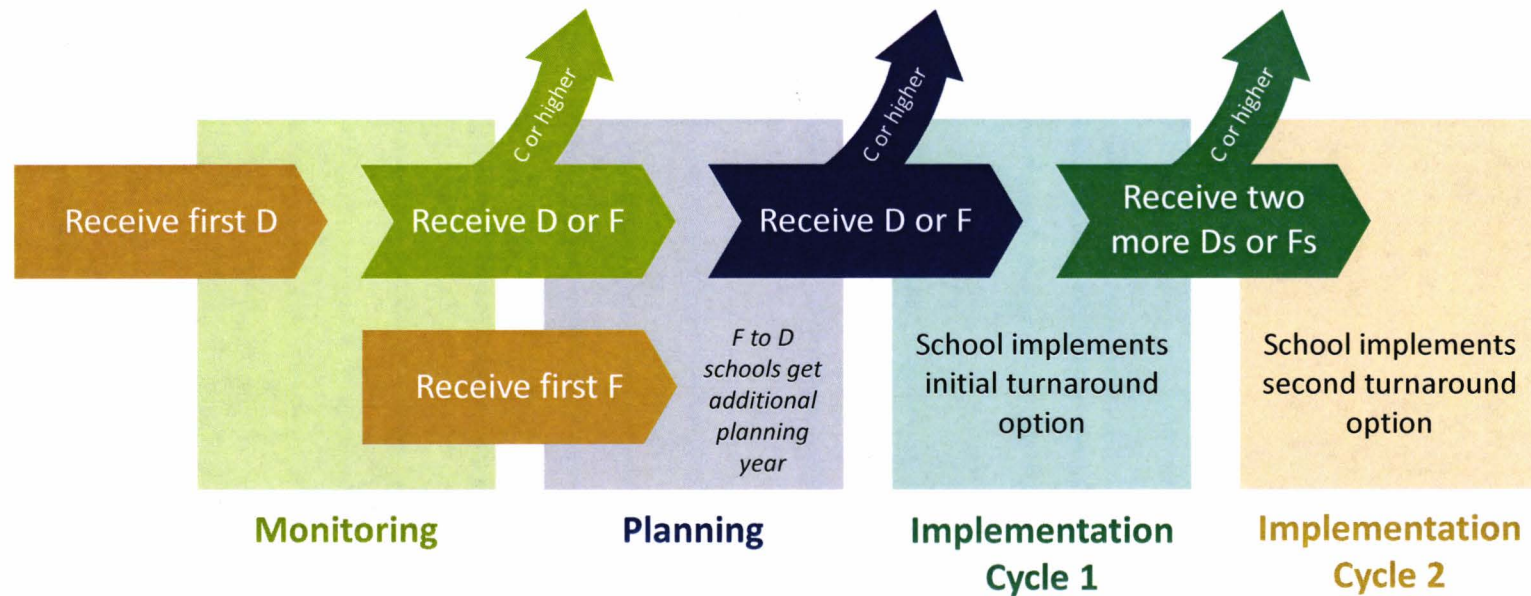 C or higher
C or higher
C or higher
Receive first D
Receive D or F
Receive D or F
Receive two
more Ds or Fs
Receive first F
F to D
schools get
additional
planning
year
School implements
initial turnaround
option
School implements
second turnaround
option
Monitoring
Planning
Implementation
Cycle 1
Implementation
Cycle 2